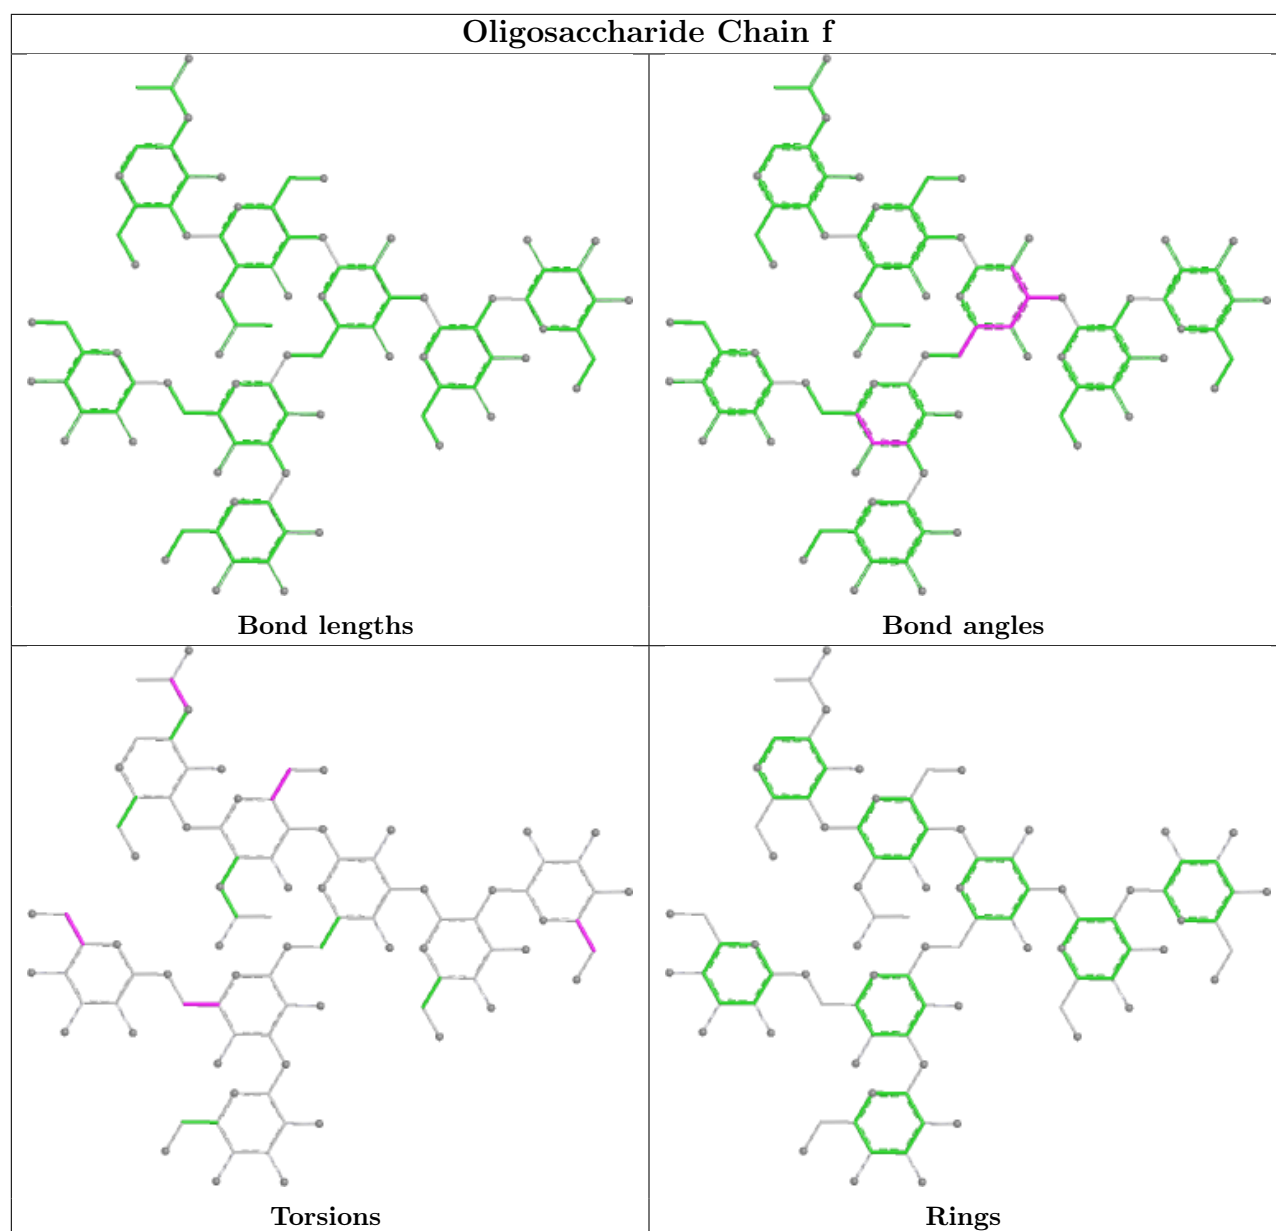 Oligosaccharide Chain f
Bond lengths
Bond angles
Torsions
Rings